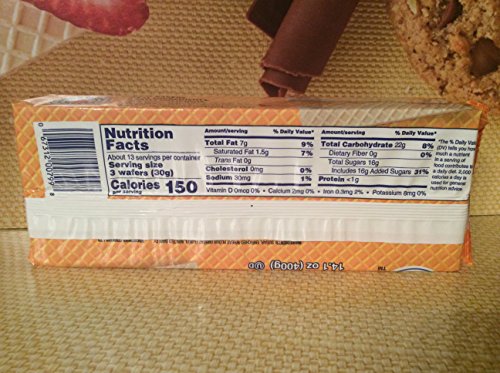 Nutrition
Facts
About 13 servings per container
Serving size
3 wafers (30g)
Calories 150
per serving
Amount/serving % Daily Value*
Total Fat 7g 9%
Saturated Fat 1.5g 7%
Trans Fat 0g
Cholesterol 0mg 0%
Sodium 30mg 1%
Amount/serving % Daily Value*
Total Carbohydrate 22g 8%
Dietary Fiber 0g 0%
Total Sugars 16g
Includes 16g Added Sugars 31%
Protein <1g
Vitamin D 0mcg 0% • Calcium 2mg 0% • Iron 0.3mg 2% • Potassium 8mg 0%
*The % Daily Val
(DV) tells you how
much a nutrient
in a serving of
food contributes to
a daily diet. 2,000
calories a day is
used for general
nutrition advice.
14.1 oz (400g)
TM